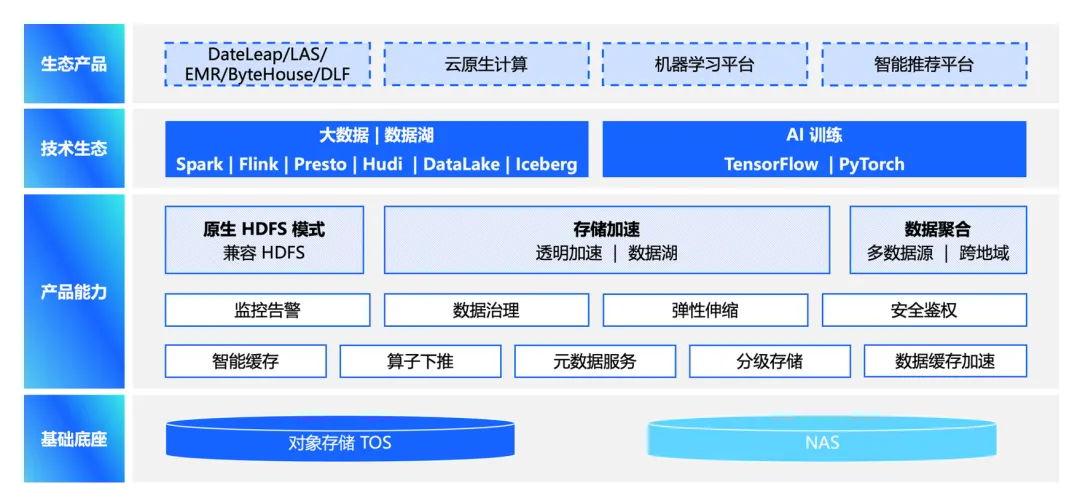 生态产品
DateLeap/LAS/
EMR/ByteHouse/DLF
云原生计算
机器学习平台
智能推荐平台
技术生态
大数据 | 数据湖
Spark | Flink | Presto | Hudi | DataLake | Iceberg
AI 训练
TensorFlow | PyTorch
产品能力
原生 HDFS 模式
兼容 HDFS
存储加速
透明加速 | 数据湖
数据聚合
多数据源 | 跨地域
监控告警
数据治理
弹性伸缩
安全鉴权
智能缓存
算子下推
元数据服务
分级存储
数据缓存加速
基础底座
对象存储 TOS
NAS